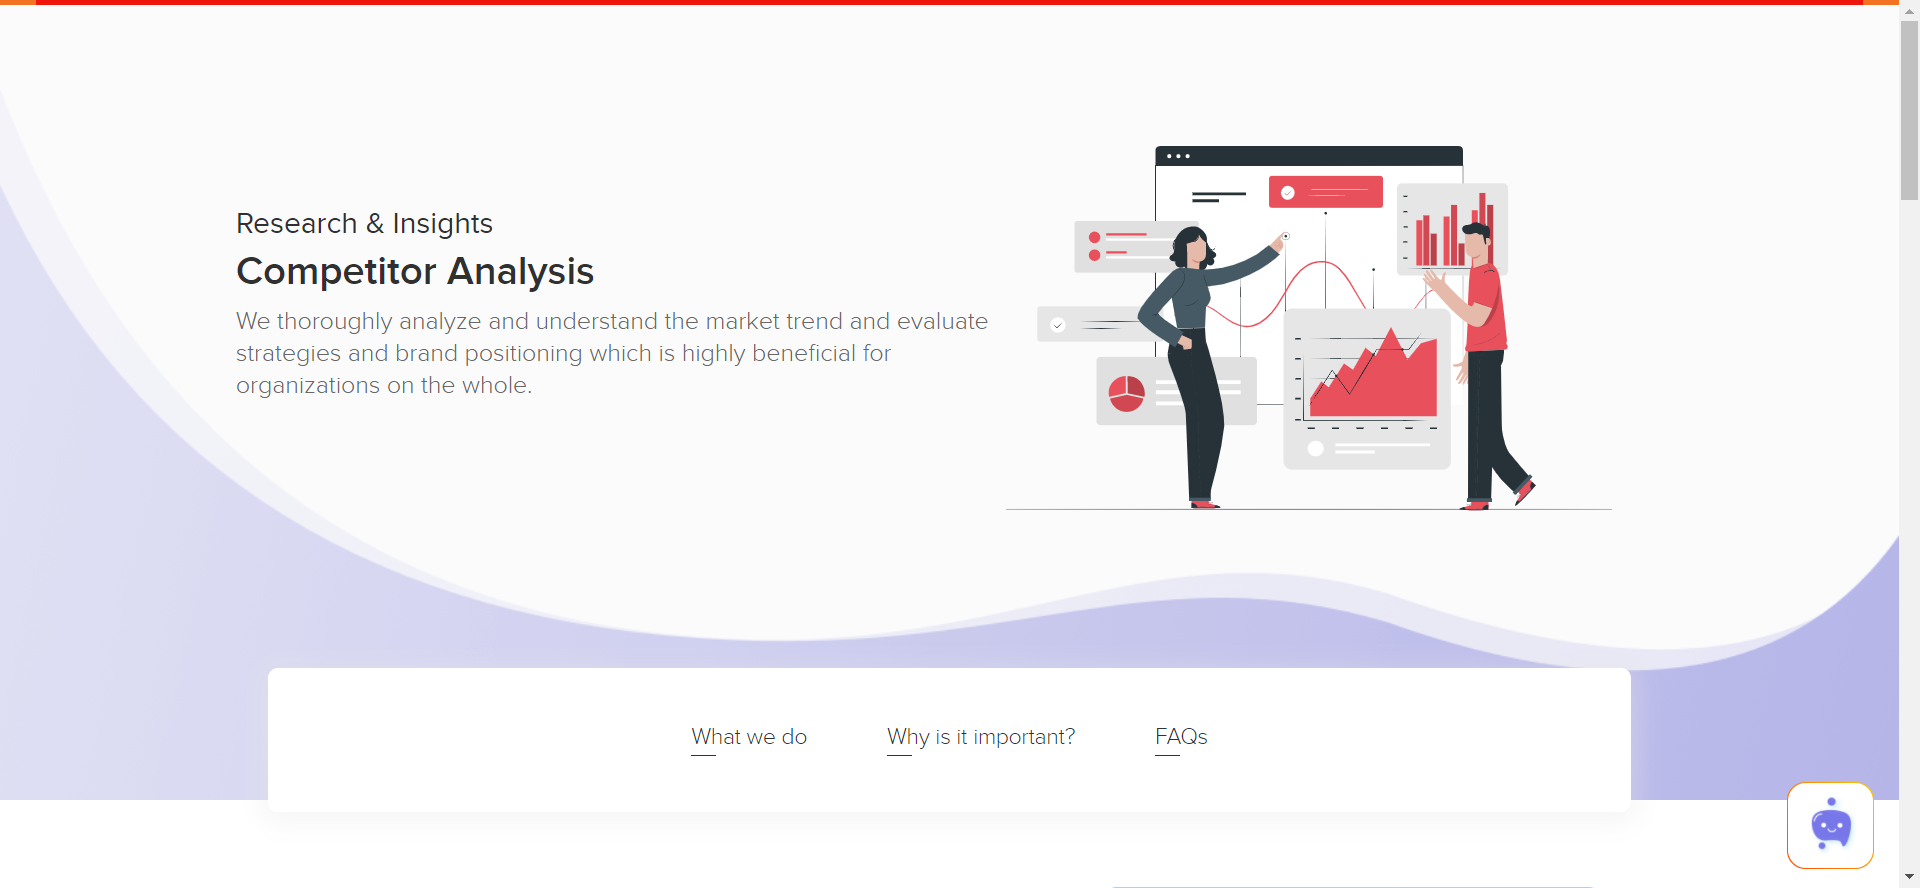 Research & Insights
Competitor Analysis
We thoroughly analyze and understand the market trend and evaluate
strategies and brand positioning which is highly beneficial for
organizations on the whole.
What we do
Why is it important?
FAQs